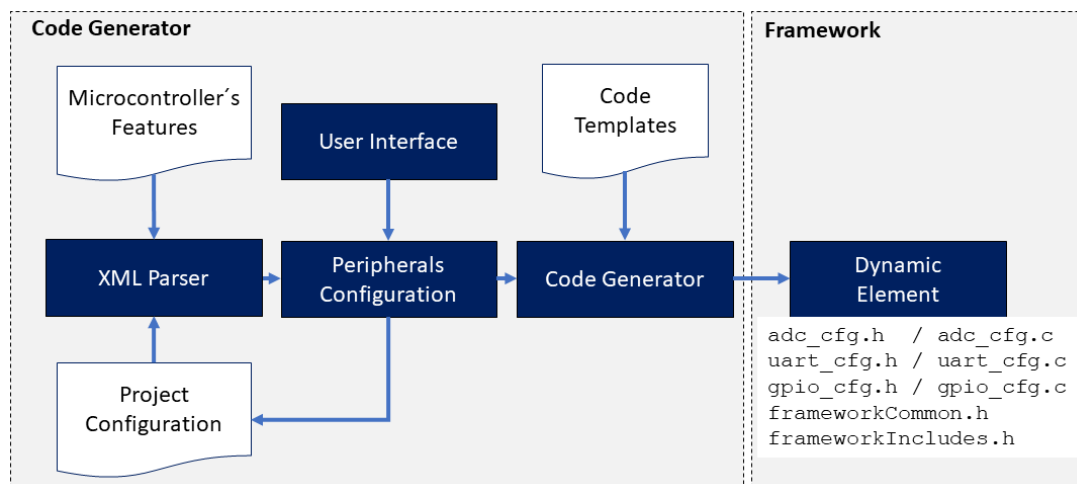 Code Generator
Framework
Microcontroller´s
Features
User Interface
Code
Templates
XML Parser
Peripherals
Configuration
Code Generator
Dynamic
Element
Project
Configuration
adc_cfg.h / adc_cfg.c
uart_cfg.h / uart_cfg.c
gpio_cfg.h / gpio_cfg.c
frameworkCommon.h
frameworkIncludes.h